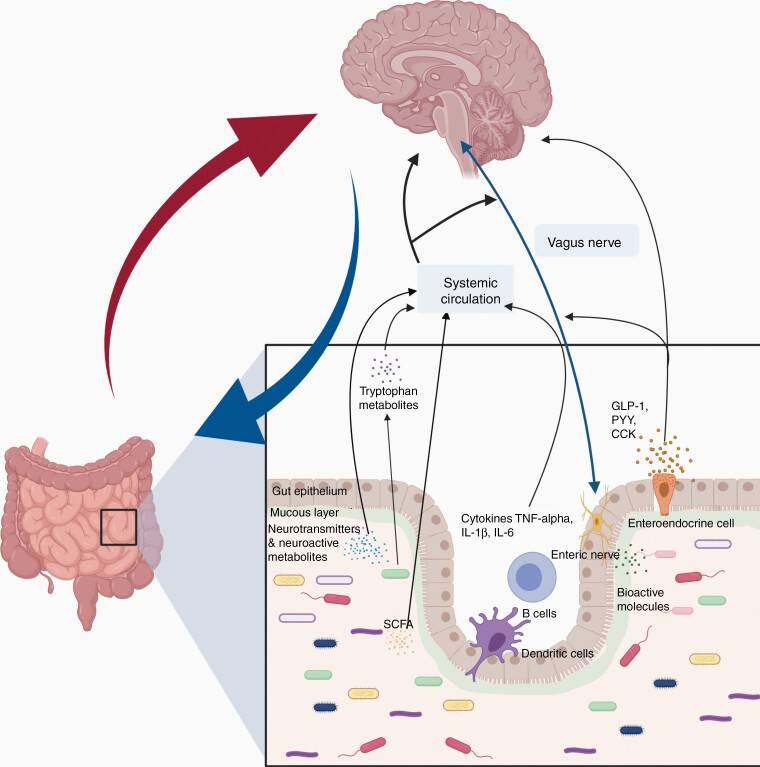 Vagus nerve
Systemic
circulation
Tryptophan
metabolites
GLP-1,
PYY,
CCK
Gut epithelium
Mucous layer
Neurotransmitters
& neuroactive
metabolites
Cytokines TNF-alpha,
IL-1β, IL-6
Enteroendocrine cell
Enteric nerve
Bioactive
molecules
B cells
SCFA
Dendritic cells